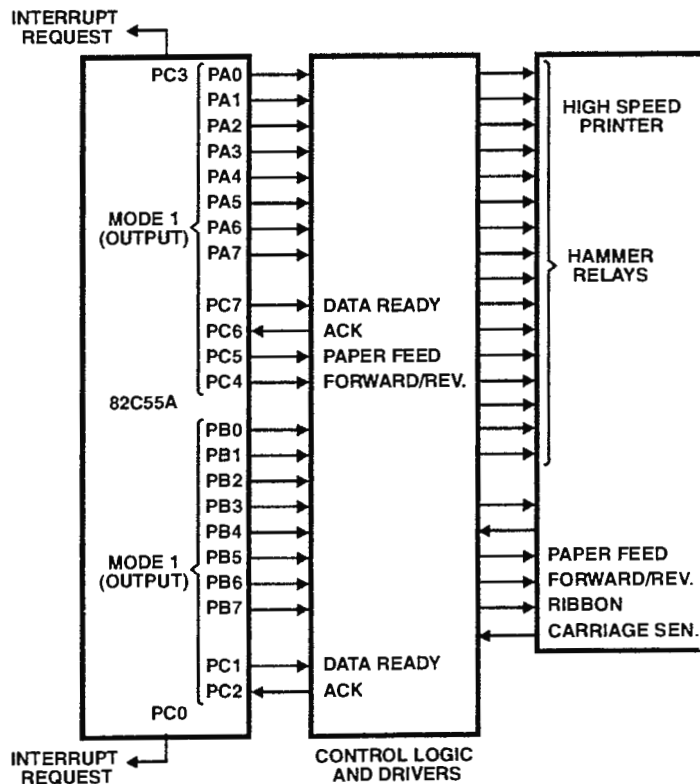 INTERRUPT
REQUEST
PC3
PA0
PA1
PA2
PA3
PA4
PA5
PA6
PA7
MODE 1
(OUTPUT)
PC7
PC6
PC5
PC4
82C55A
PB0
PB1
PB2
PB3
PB4
PB5
PB6
PB7
MODE 1
(OUTPUT)
PC1
PC2
PC0
INTERRUPT
REQUEST
DATA READY
ACK
PAPER FEED
FORWARD/REV.
DATA READY
ACK
CONTROL LOGIC
AND DRIVERS
HIGH SPEED
PRINTER
HAMMER
RELAYS
PAPER FEED
FORWARD/REV.
RIBBON
CARRIAGE SEN.